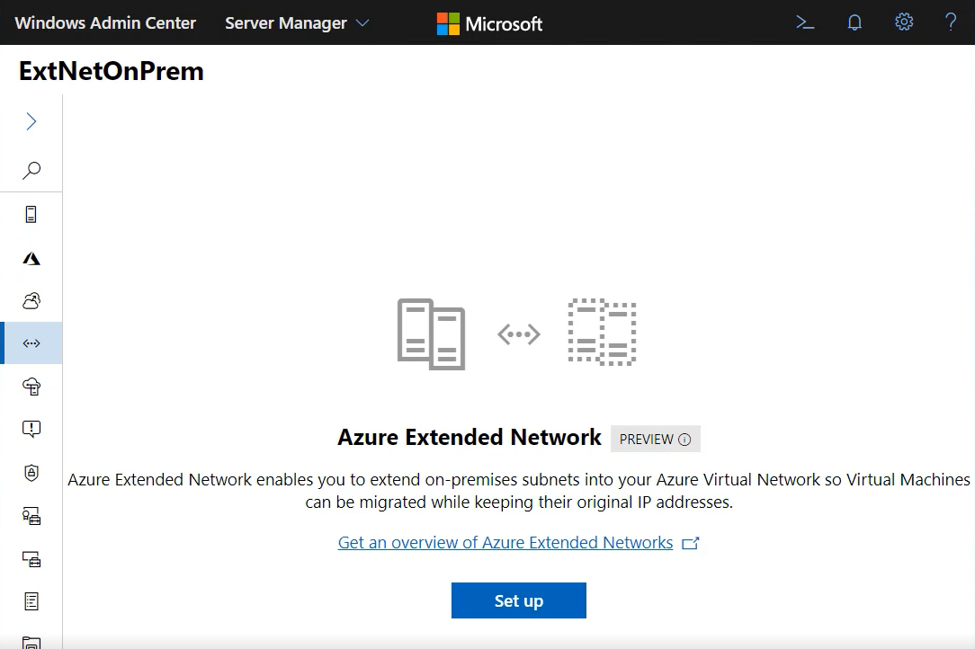 Windows Admin Center Server Manager Microsoft
ExtNetOnPrem
Azure Extended Network PREVIEW
Azure Extended Network enables you to extend on-premises subnets into your Azure Virtual Network so Virtual Machines
can be migrated while keeping their original IP addresses.
Get an overview of Azure Extended Networks
Set up